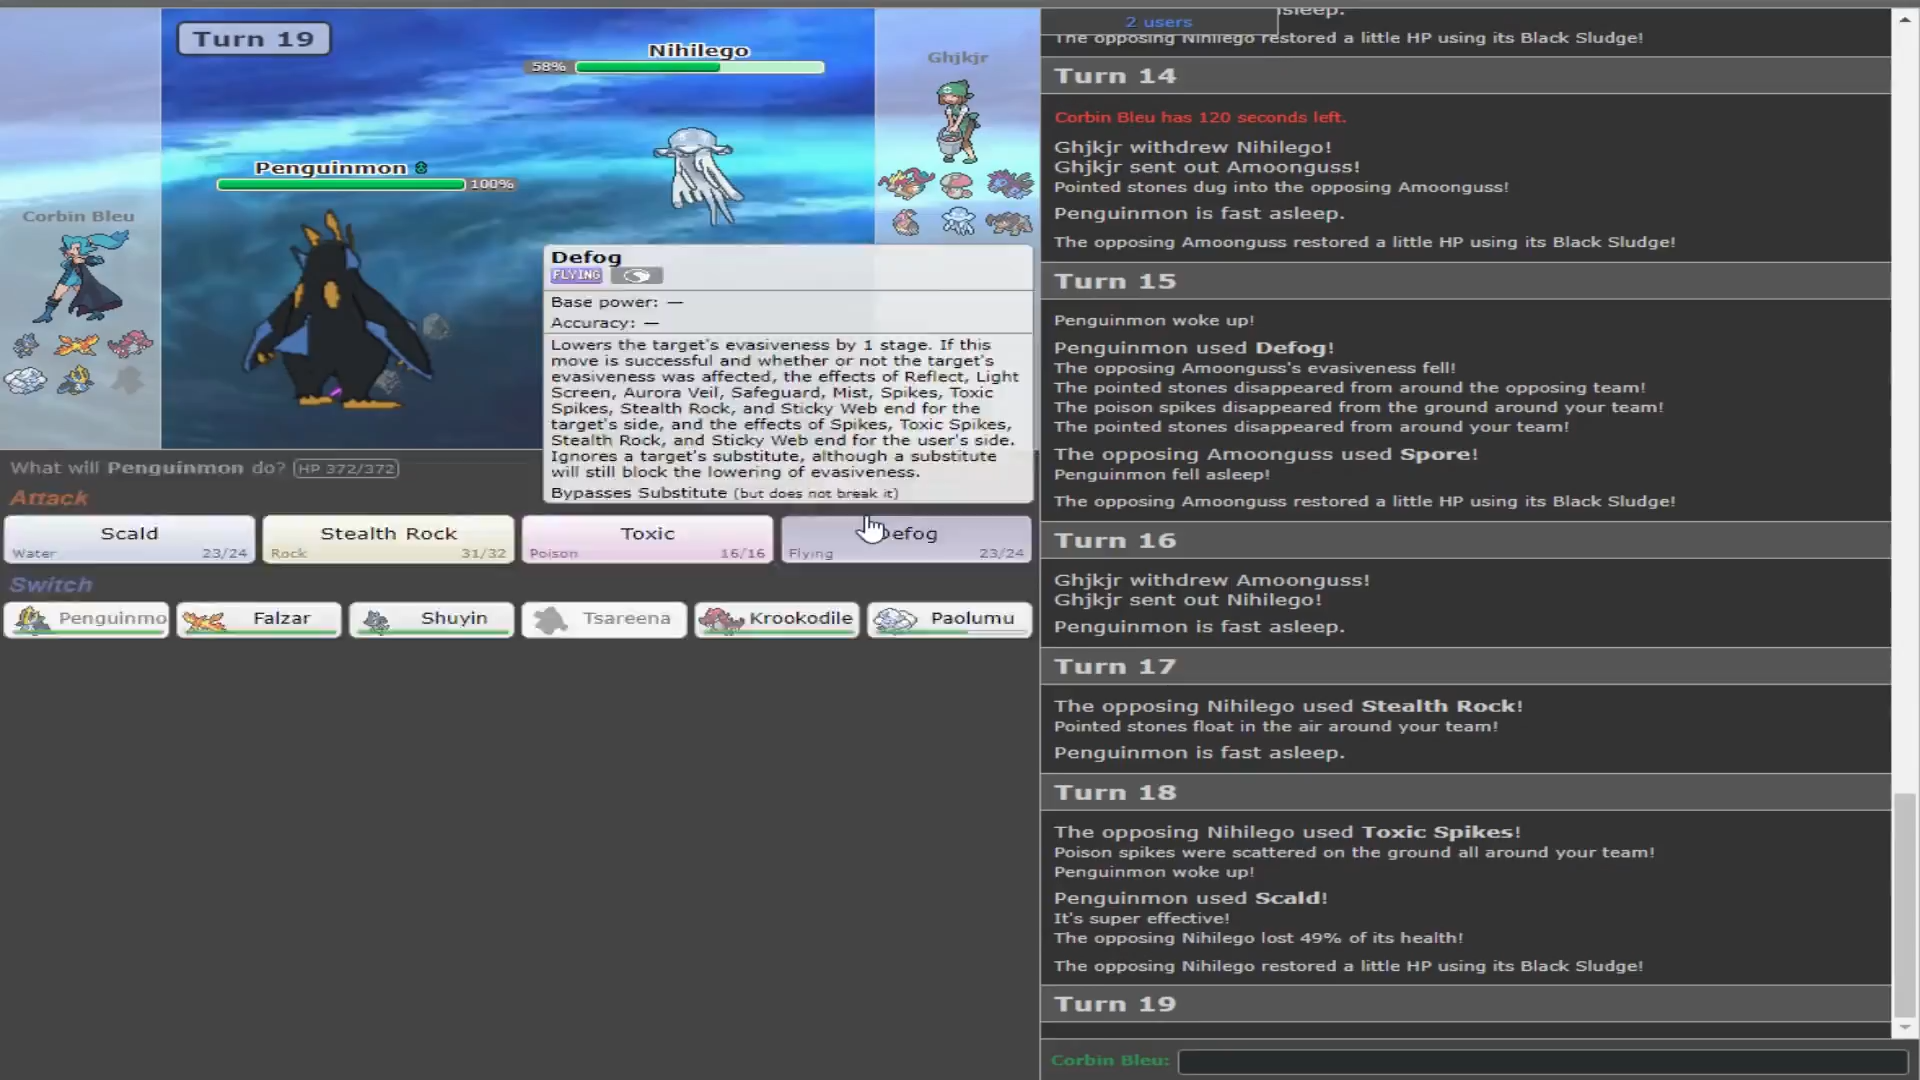 Turn 19
Nihilego
58%
Ghjkjr
Penguinmon
100%
Corbin Bleu
Defog
FLYING
Base power: —
Accuracy: —
Lowers the target's evasiveness by 1 stage. If this
move is successful and whether or not the target's
evasiveness was affected, the effects of Reflect, Light
Screen, Aurora Veil, Safeguard, Mist, Spikes, Toxic
Spikes, Stealth Rock, and Sticky Web end for the
target's side, and the effects of Spikes, Toxic Spikes,
Stealth Rock, and Sticky Web end for the user's side.
Ignores a target's substitute, although a substitute
will still block the lowering of evasiveness.
Bypasses Substitute (but does not break it)
What will Penguinmon do? HP 372/372
Attack
Scald
Water 23/24
Stealth Rock
Rock 31/32
Toxic
Poison 16/16
Defog
Flying 23/24
Switch
Penguinmo
Falzar
Shuyin
Tsareena
Krookodile
Paolumu
2 users
The opposing Nihilego restored a little HP using its Black Sludge!
Turn 14
Corbin Bleu has 120 seconds left.
Ghjkjr withdrew Nihilego!
Ghjkjr sent out Amoonguss!
Pointed stones dug into the opposing Amoonguss!
Penguinmon is fast asleep.
The opposing Amoonguss restored a little HP using its Black Sludge!
Turn 15
Penguinmon woke up!
Penguinmon used Defog!
The opposing Amoonguss's evasiveness fell!
The pointed stones disappeared from around the opposing team!
The poison spikes disappeared from the ground around your team!
The pointed stones disappeared from around your team!
The opposing Amoonguss used Spore!
Penguinmon fell asleep!
The opposing Amoonguss restored a little HP using its Black Sludge!
Turn 16
Ghjkjr withdrew Amoonguss!
Ghjkjr sent out Nihilego!
Penguinmon is fast asleep.
Turn 17
The opposing Nihilego used Stealth Rock!
Pointed stones float in the air around your team!
Penguinmon is fast asleep.
Turn 18
The opposing Nihilego used Toxic Spikes!
Poison spikes were scattered on the ground all around your team!
Penguinmon woke up!
Penguinmon used Scald!
It's super effective!
The opposing Nihilego lost 49% of its health!
The opposing Nihilego restored a little HP using its Black Sludge!
Turn 19
Corbin Bleu: